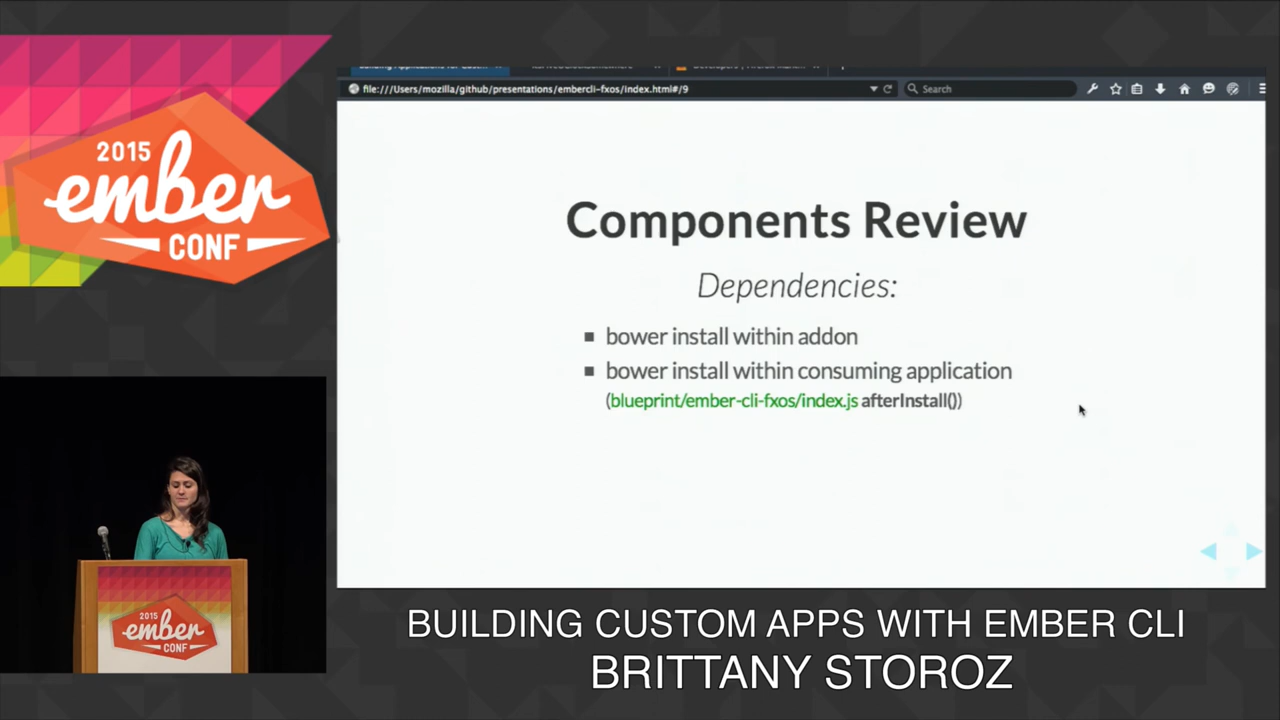 2015
ember
CONF
file:///Users/mozilla/github/presentations/embercli-fxos/index.html#/9
Search
Components Review
Dependencies:
bower install within addon
bower install within consuming application
(blueprint/ember-cli-fxos/index.js afterInstall())
2015
ember
CONF
BUILDING CUSTOM APPS WITH EMBER CLI
BRITTANY STOROZ